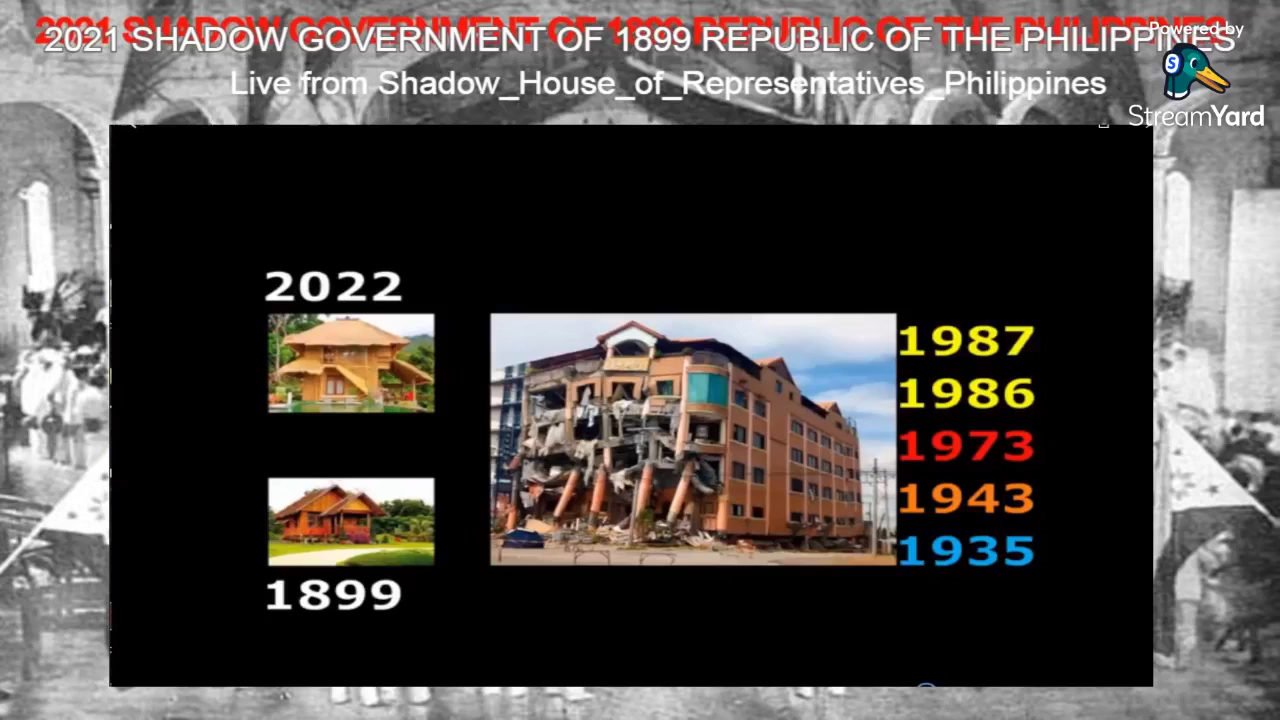 2021 SHADOW GOVERNMENT OF 1899 REPUBLIC OF THE PHILIPPINES
Powered by
Live from Shadow_House_of_Representatives_Philippines
StreamYard
2022
1987
1986
1973
1943
1935
1899